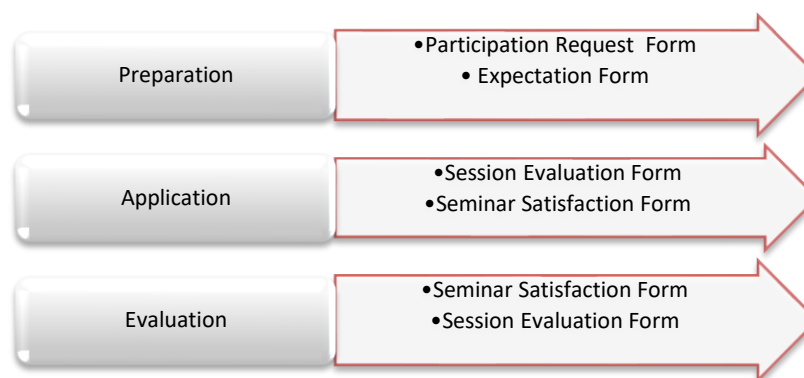 Preparation
•Participation Request Form
• Expectation Form
Application
•Session Evaluation Form
•Seminar Satisfaction Form
Evaluation
•Seminar Satisfaction Form
•Session Evaluation Form